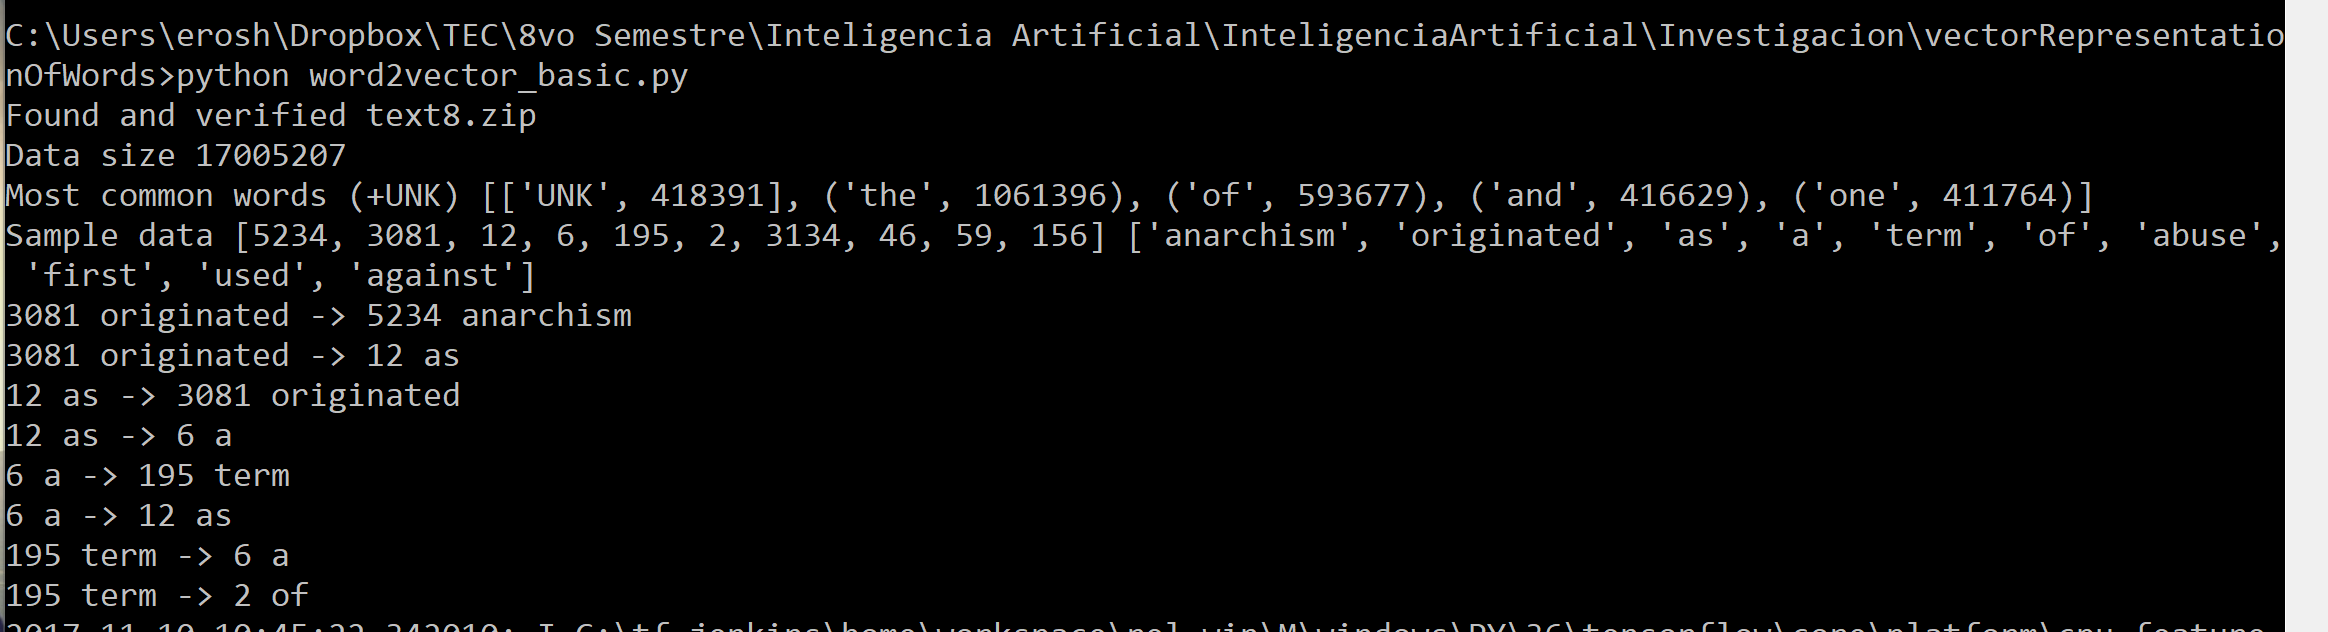 C:\Users\erosh\Dropbox\TEC\8vo Semestre\Inteligencia Artificial\InteligenciaArtificial\Investigacion\vectorRepresentatio
nOfWords>python word2vector_basic.py
Found and verified text8.zip
Data size 17005207
Most common words (+UNK) [['UNK', 418391], ('the', 1061396), ('of', 593677), ('and', 416629), ('one', 411764)]
Sample data [5234, 3081, 12, 6, 195, 2, 3134, 46, 59, 156] ['anarchism', 'originated', 'as', 'a', 'term', 'of', 'abuse',
 'first', 'used', 'against']
3081 originated -> 5234 anarchism
3081 originated -> 12 as
12 as -> 3081 originated
12 as -> 6 a
6 a -> 195 term
6 a -> 12 as
195 term -> 6 a
195 term -> 2 of